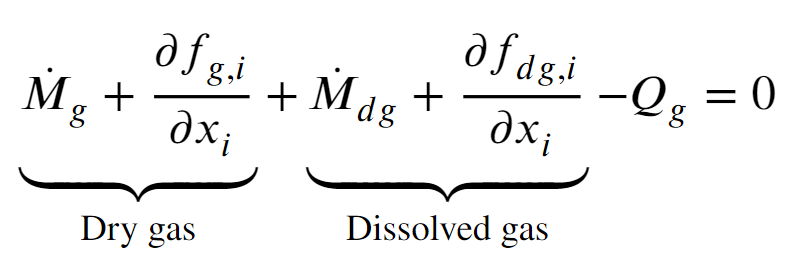 Ṁ_g + ∂f_{g,i}/∂x_i + Ṁ_{dg} + ∂f_{dg,i}/∂x_i − Q_g = 0
Dry gas Dissolved gas